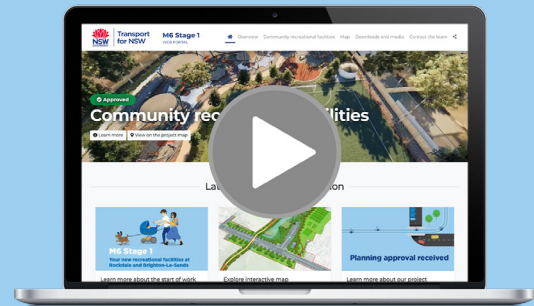 NSW
Transport
for NSW
M6 Stage 1
WEB PORTAL
Overview Community recreational facilities Map Downloads and media Contact the team
Approved
Community rec ilities
Learn more View on the project map
La on
M6 Stage 1
Your new recreational facilities at
Rockdale and Brighton-Le-Sands
Planning approval received
Learn more about the start of work
Explore interactive map
Learn more about our project